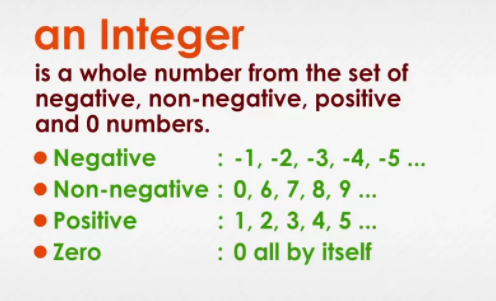 an Integer
is a whole number from the set of
negative, non-negative, positive
and 0 numbers.
• Negative : -1, -2, -3, -4, -5 ...
• Non-negative : 0, 6, 7, 8, 9 ...
• Positive : 1, 2, 3, 4, 5 ...
• Zero : 0 all by itself